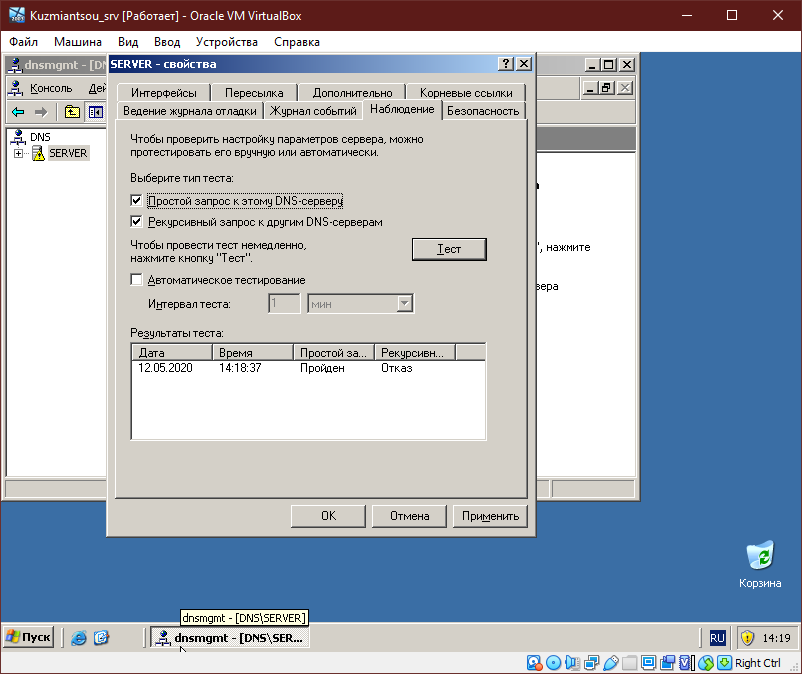 Kuzmiantsou_srv [Работает] - Oracle VM VirtualBox
Файл Машина Вид Ввод Устройства Справка
dnsmgmt - [DN
SERVER - свойства
Консоль Дей
DNS
SERVER
Интерфейсы Пересылка Дополнительно Корневые ссылки
Ведение журнала отладки Журнал событий Наблюдение Безопасность
Чтобы проверить настройку параметров сервера, можно
протестировать его вручную или автоматически.
Выберите тип теста:
Простой запрос к этому DNS-серверу
Рекурсивный запрос к другим DNS-серверам
Чтобы провести тест немедленно,
нажмите кнопку "Тест".
Тест
", нажмите
Автоматическое тестирование
вера
Интервал теста: 1 мин
Результаты теста:
Дата Время Простой за... Рекурсивн...
12.05.2020 14:18:37 Пройден Отказ
OK Отмена Применить
Корзина
dnsmgmt - [DNS\SERVER]
Пуск
dnsmgmt - [DNS\SER...
RU
14:19
Right Ctrl